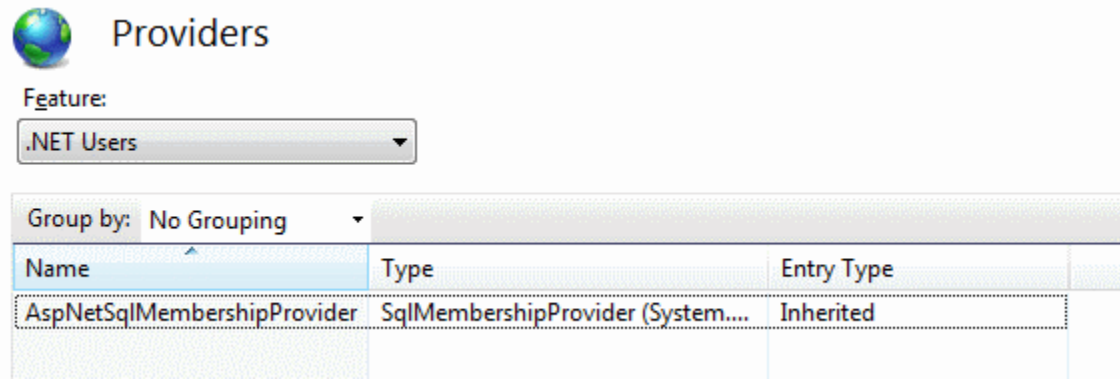 Providers
Feature:
.NET Users
Group by: No Grouping
Name Type Entry Type
AspNetSqlMembershipProvider SqlMembershipProvider (System.... Inherited